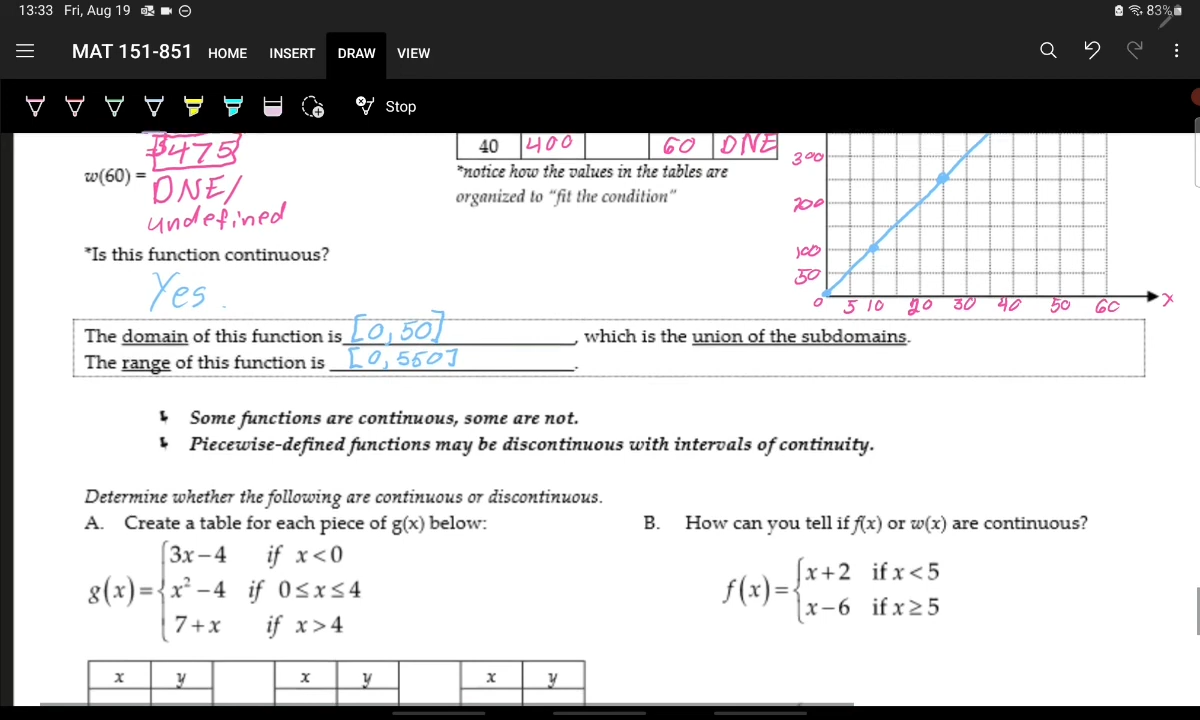 13:33 Fri, Aug 19 83%
MAT 151-851 HOME INSERT DRAW VIEW
Stop
$475
w(60) = DNE/
undefined
40 400 60 DNE
*notice how the values in the tables are
organized to "fit the condition"
300
200
100
50
0 5 10 20 30 40 50 60 x
*Is this function continuous?
Yes.
The domain of this function is [0, 50], which is the union of the subdomains.
The range of this function is [0, 550].
Some functions are continuous, some are not.
Piecewise-defined functions may be discontinuous with intervals of continuity.
Determine whether the following are continuous or discontinuous.
A. Create a table for each piece of g(x) below:
3x – 4 if x < 0
g(x) = x² – 4 if 0 ≤ x ≤ 4
7 + x if x > 4
x y x y x y
B. How can you tell if f(x) or w(x) are continuous?
f(x) = x + 2 if x < 5
x – 6 if x ≥ 5